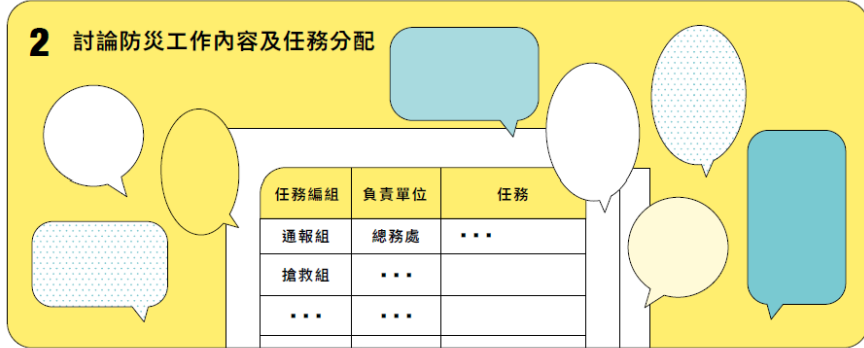 2 討論防災工作內容及任務分配
任務編組 負責單位 任務
通報組 總務處 ▪▪▪
搶救組 ▪▪▪
▪▪▪ ▪▪▪